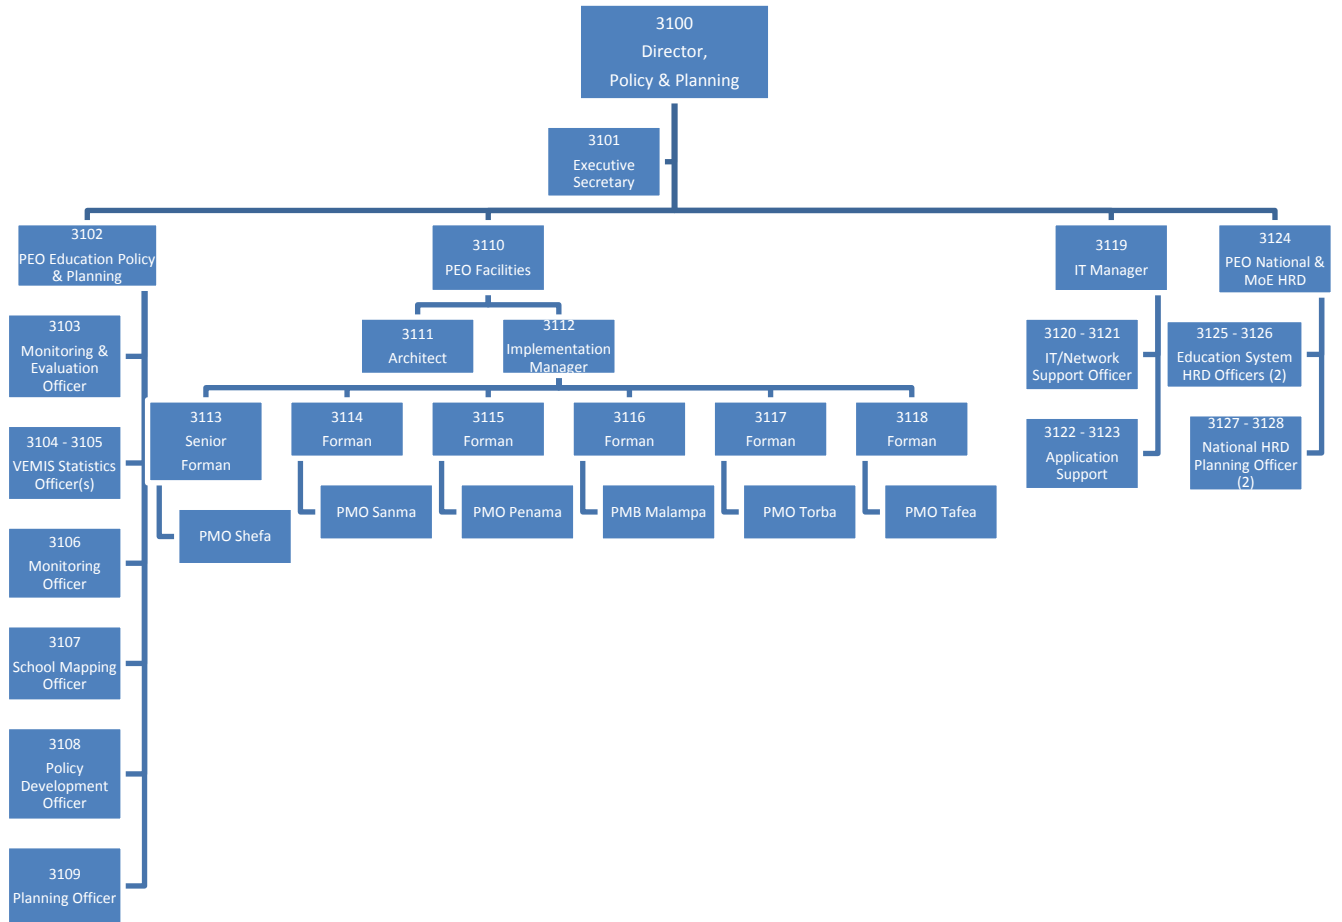 3100
Director,
Policy & Planning
3101
Executive
Secretary
3102
PEO Education Policy
& Planning
3110
PEO Facilities
3119
IT Manager
3124
PEO National &
MoE HRD
3103
Monitoring &
Evaluation
Officer
3104 - 3105
VEMIS Statistics
Officer(s)
3106
Monitoring
Officer
3107
School Mapping
Officer
3108
Policy
Development
Officer
3109
Planning Officer
3111
Architect
3112
Implementation
Manager
3113
Senior
Forman
PMO Shefa
3114
Forman
PMO Sanma
3115
Forman
PMO Penama
3116
Forman
PMB Malampa
3117
Forman
PMO Torba
3118
Forman
PMO Tafea
3120 - 3121
IT/Network
Support Officer
3122 - 3123
Application
Support
3125 - 3126
Education System
HRD Officers (2)
3127 - 3128
National HRD
Planning Officer
(2)